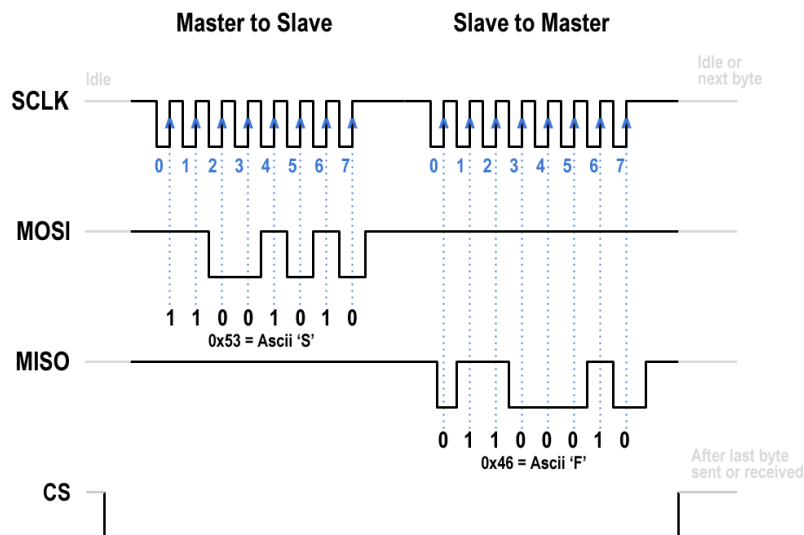 Master to Slave Slave to Master
Idle
Idle or
next byte
SCLK
0 1 2 3 4 5 6 7 0 1 2 3 4 5 6 7
MOSI
1 1 0 0 1 0 1 0
0x53 = Ascii ‘S’
MISO
0 1 1 0 0 0 1 0
0x46 = Ascii ‘F’
After last byte
sent or received
CS